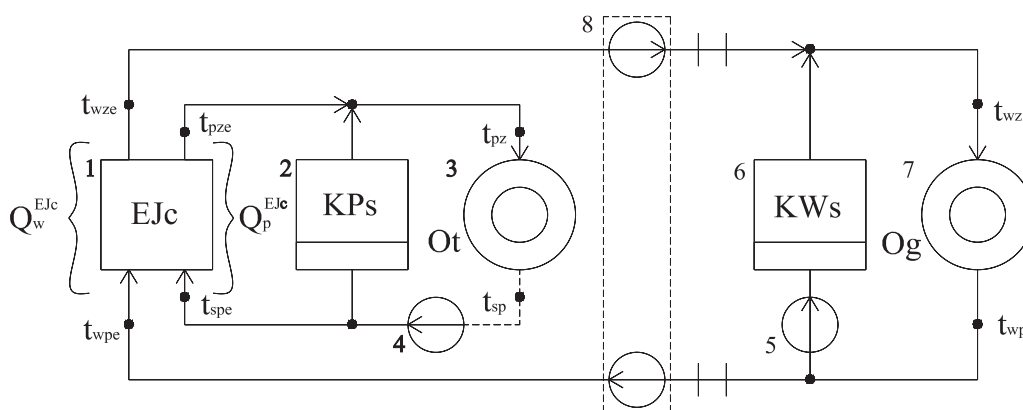 8
t_wze
t_pze
t_pz
t_wz
1
EJc
Q_w^EJc
Q_p^EJc
2
KPs
3
Ot
6
KWs
7
Og
t_spe
t_sp
t_wpe
4
5
t_wp